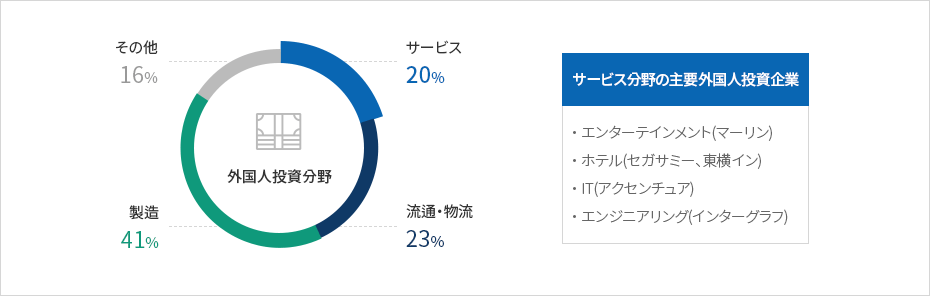 その他
16%
サービス
20%
外国人投資分野
製造
41%
流通・物流
23%
サービス分野の主要外国人投資企業
・エンターテインメント(マーリン)
・ホテル(セガサミー、東横イン)
・IT(アクセンチュア)
・エンジニアリング(インターグラフ)